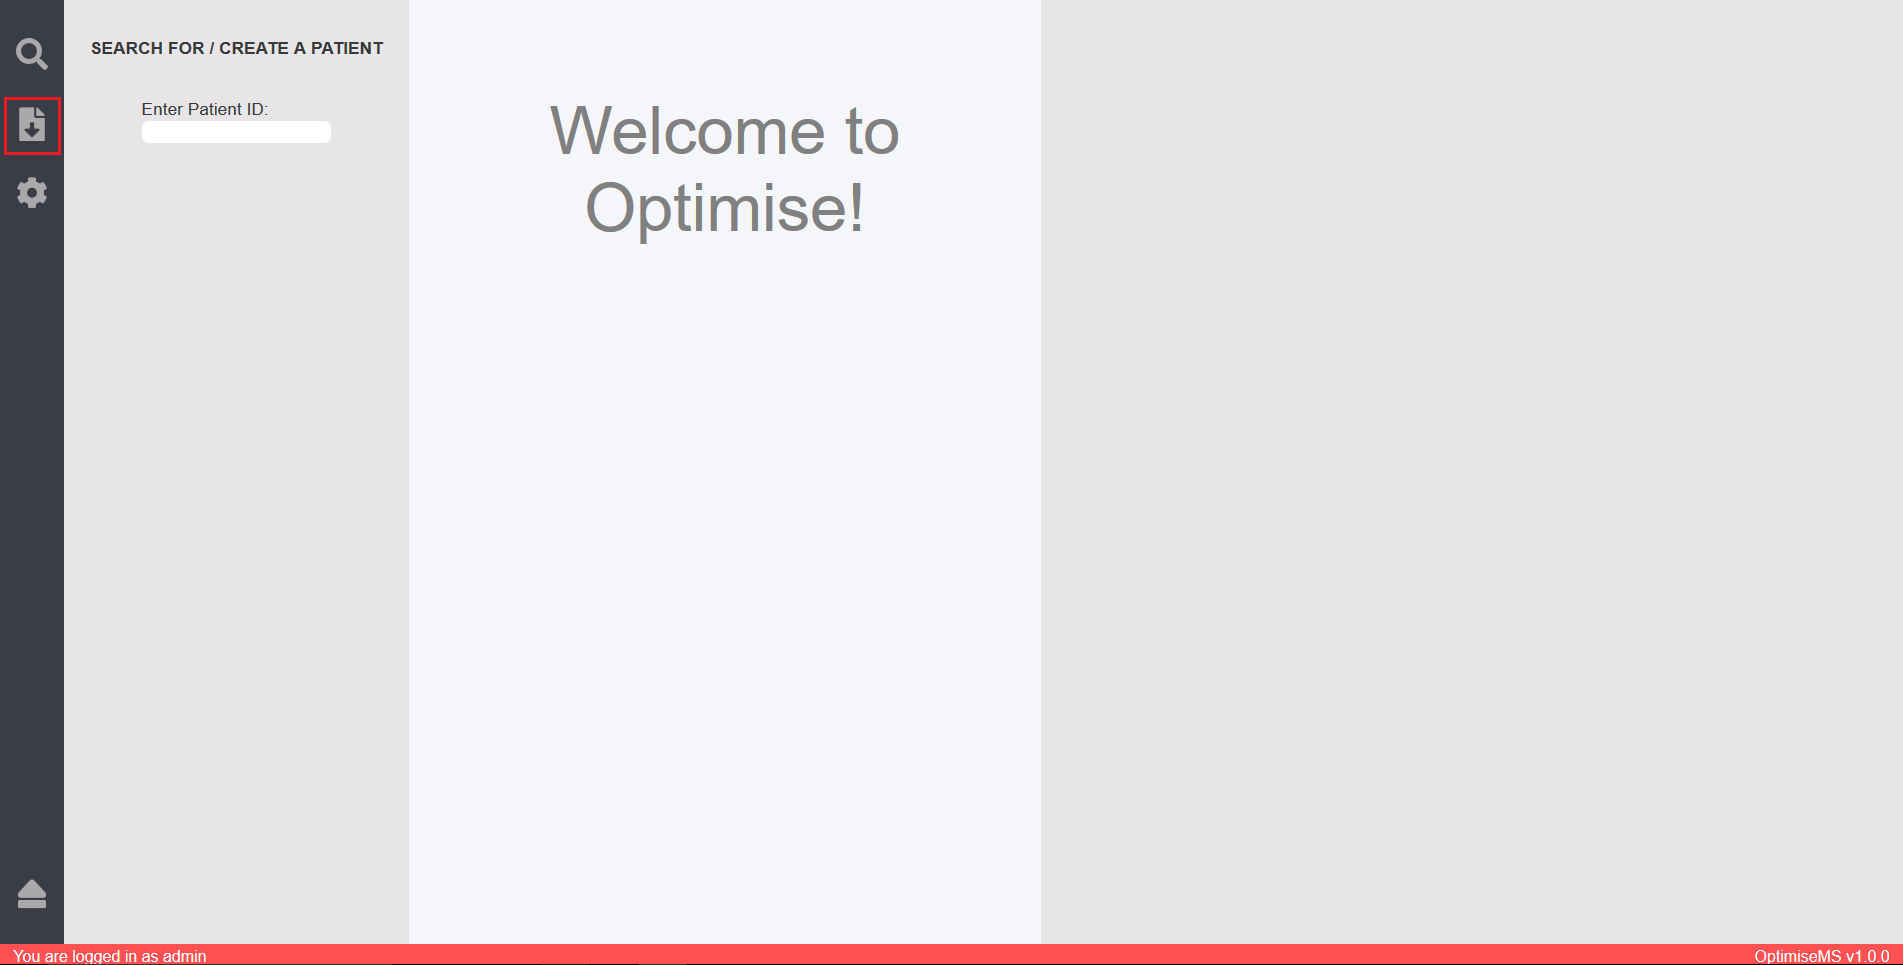 SEARCH FOR / CREATE A PATIENT
Enter Patient ID:
Welcome to
Optimise!
You are logged in as admin
OptimiseMS v1.0.0